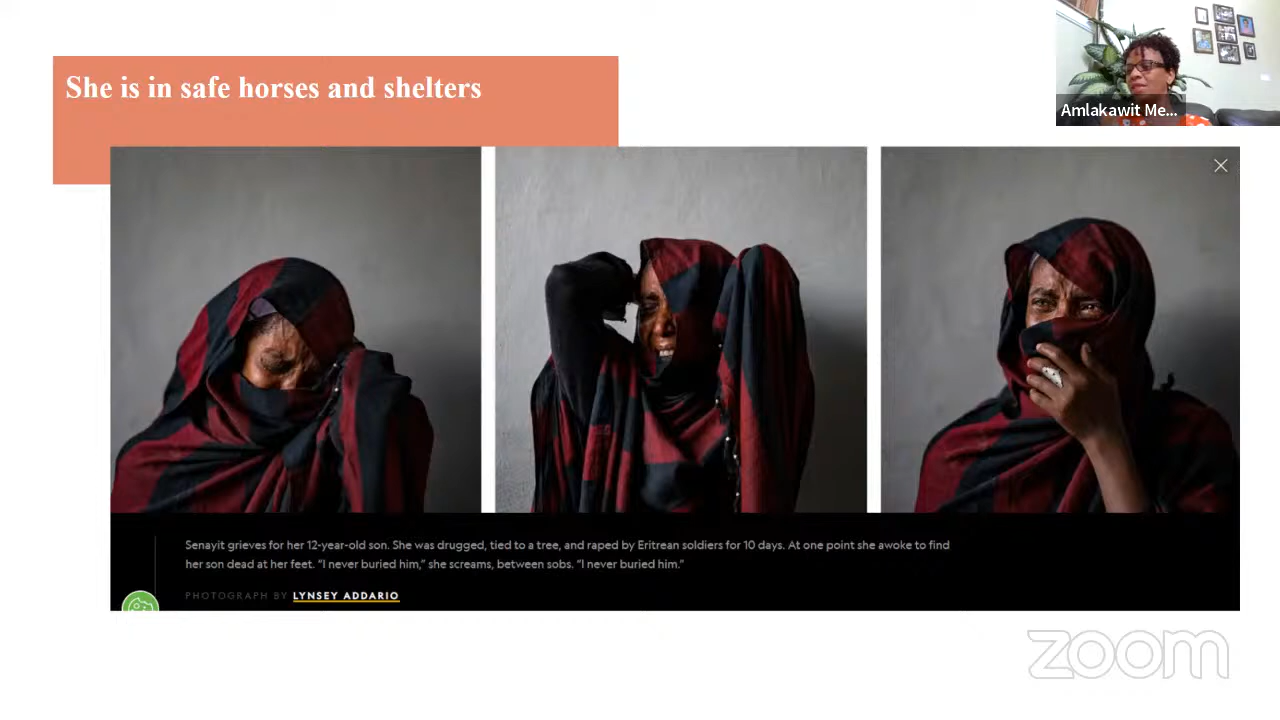 She is in safe horses and shelters
Amlakawit Me...
Senayit grieves for her 12-year-old son. She was drugged, tied to a tree, and raped by Eritrean soldiers for 10 days. At one point she awoke to find
her son dead at her feet. "I never buried him," she screams, between sobs. "I never buried him."
PHOTOGRAPH BY LYNSEY ADDARIO
zoom